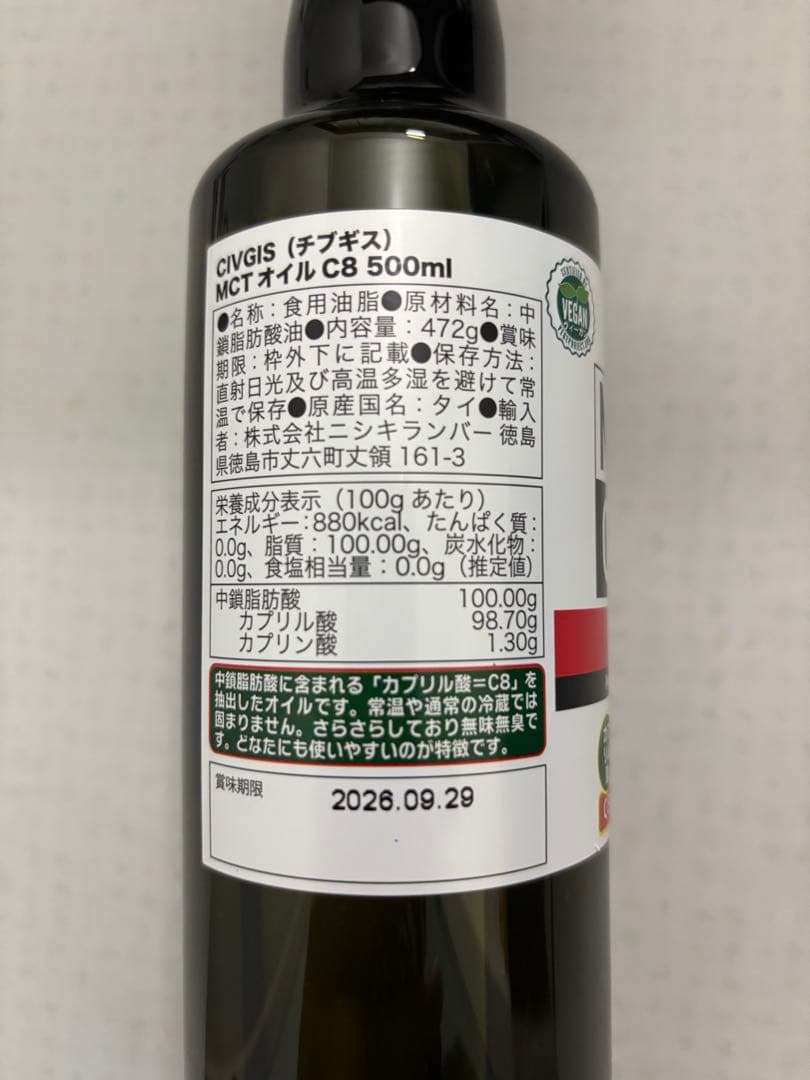 CIVGIS（チブギス）
MCT オイル C8 500ml
●名称：食用油脂●原材料名：中
鎖脂肪酸油●内容量：472g●賞味
期限：枠外下に記載●保存方法：
直射日光及び高温多湿を避けて常
温で保存●原産国名：タイ●輸入
者：株式会社ニシキランバー 徳島
県徳島市丈六町丈領 161-3
栄養成分表示（100g あたり）
エネルギー：880kcal、たんぱく質：
0.0g、脂質：100.00g、炭水化物：
0.0g、食塩相当量：0.0g（推定値）
中鎖脂肪酸 100.00g
カプリル酸 98.70g
カプリン酸 1.30g
中鎖脂肪酸に含まれる「カプリル酸=C8」を
抽出したオイルです。常温や通常の冷蔵では
固まりません。さらさらしており無味無臭で
す。どなたにも使いやすいのが特徴です。
賞味期限 2026.09.29
CERTIFIED
VEGAN